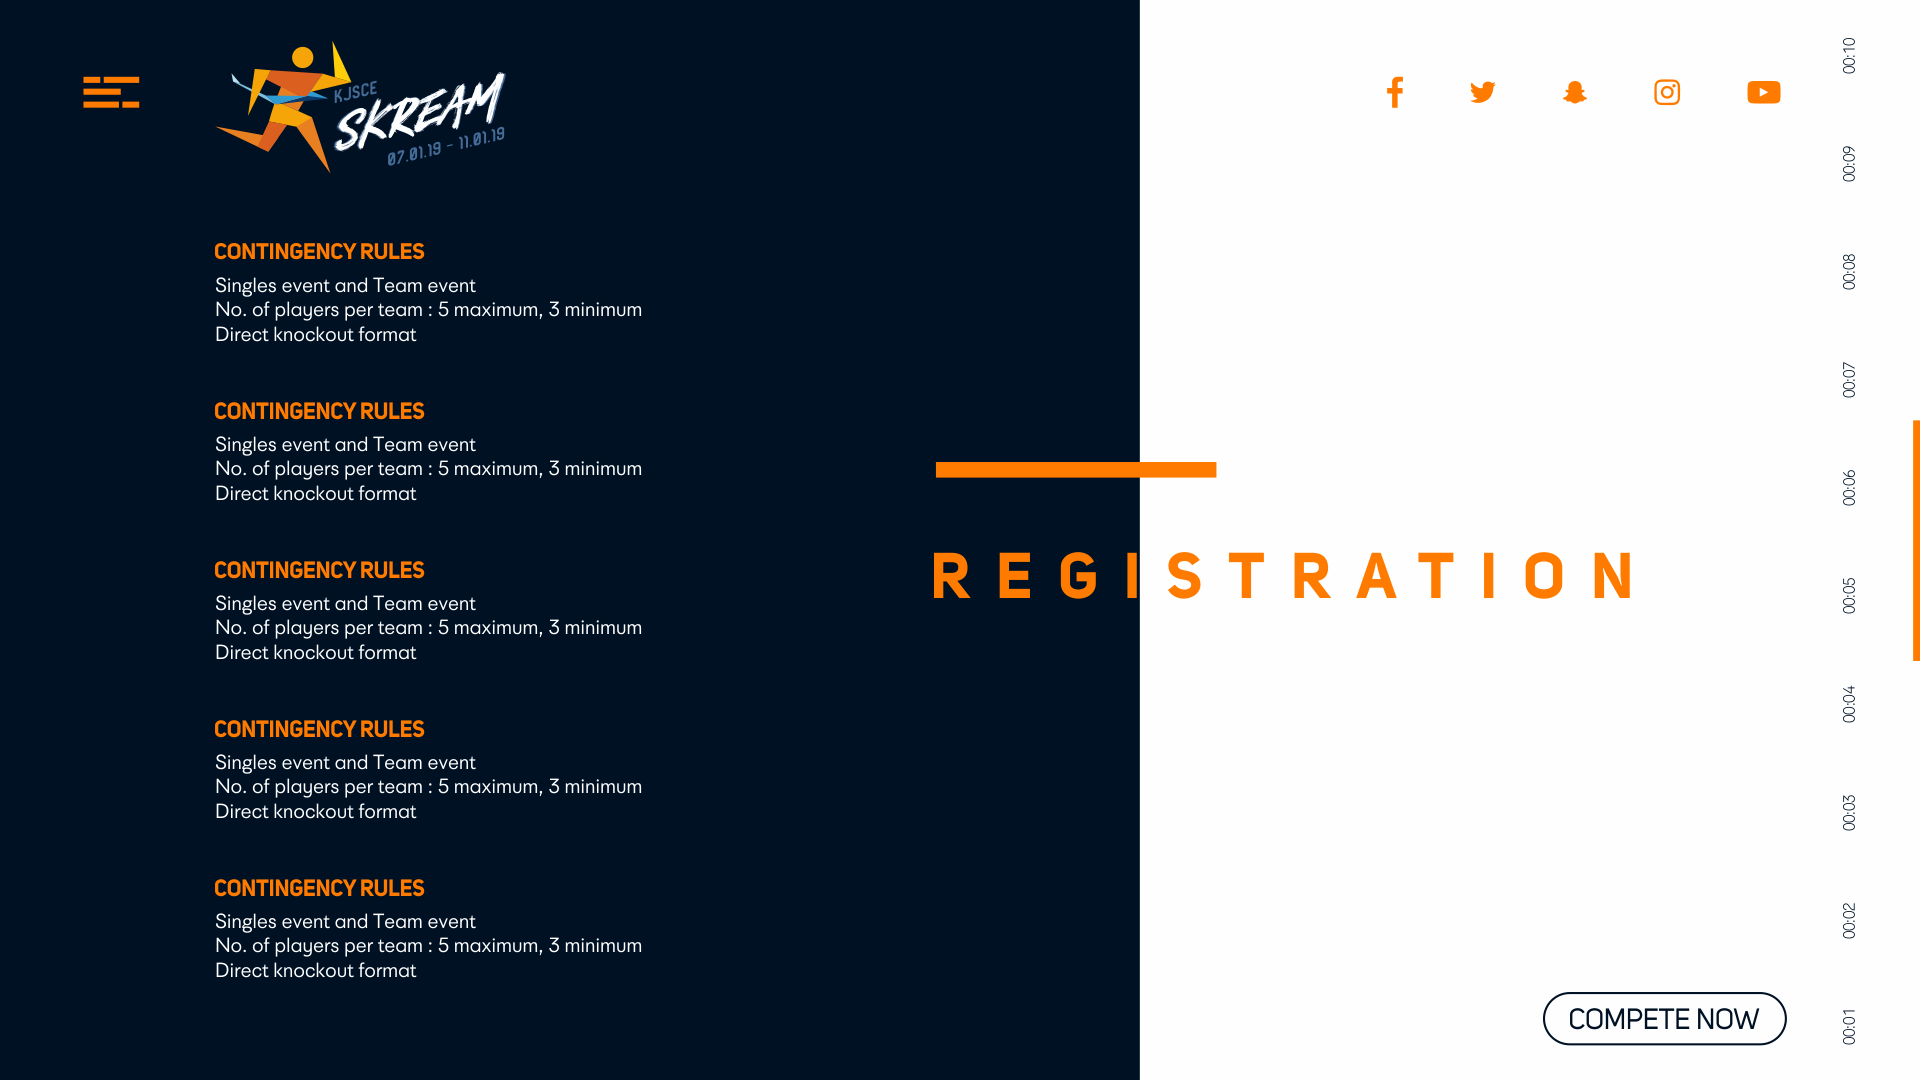 KJSCE
SKREAM
07.01.19 - 11.01.19
CONTINGENCY RULES
Singles event and Team event
No. of players per team : 5 maximum, 3 minimum
Direct knockout format
CONTINGENCY RULES
Singles event and Team event
No. of players per team : 5 maximum, 3 minimum
Direct knockout format
CONTINGENCY RULES
Singles event and Team event
No. of players per team : 5 maximum, 3 minimum
Direct knockout format
CONTINGENCY RULES
Singles event and Team event
No. of players per team : 5 maximum, 3 minimum
Direct knockout format
CONTINGENCY RULES
Singles event and Team event
No. of players per team : 5 maximum, 3 minimum
Direct knockout format
REGISTRATION
COMPETE NOW
00:10
00:09
00:08
00:07
00:06
00:05
00:04
00:03
00:02
00:01